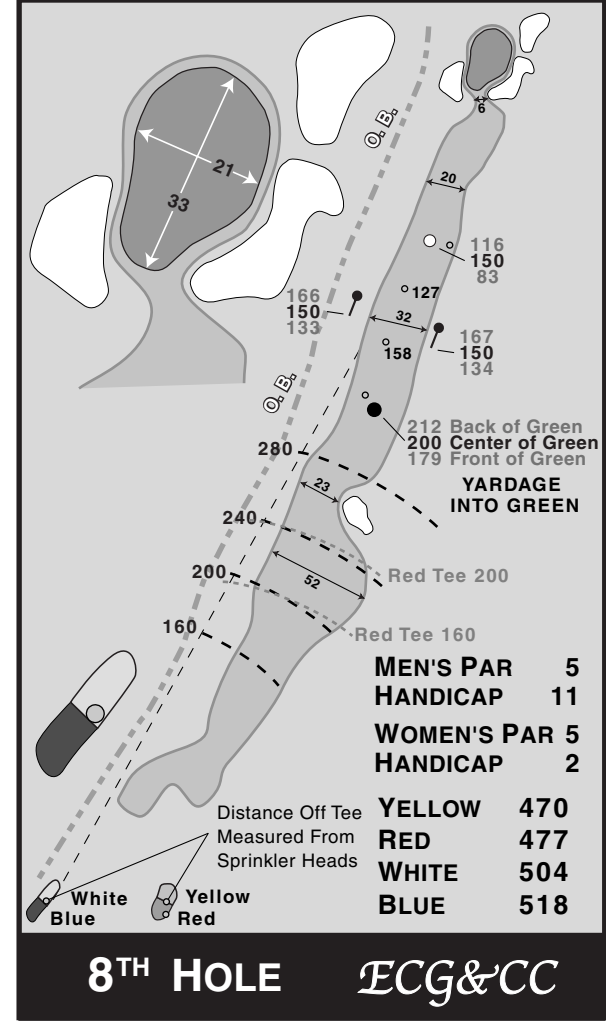 6
O. B.
20
21
33
116
150
83
127
166
150
133
32
167
150
134
158
O. B.
212 Back of Green
200 Center of Green
179 Front of Green
280
YARDAGE
INTO GREEN
23
240
Red Tee 200
200
52
160
Red Tee 160
MEN'S PAR 5
HANDICAP 11
WOMEN'S PAR 5
HANDICAP 2
Distance Off Tee
Measured From
Sprinkler Heads
YELLOW 470
RED 477
WHITE 504
BLUE 518
White
Blue
Yellow
Red
8TH HOLE ECG&CC